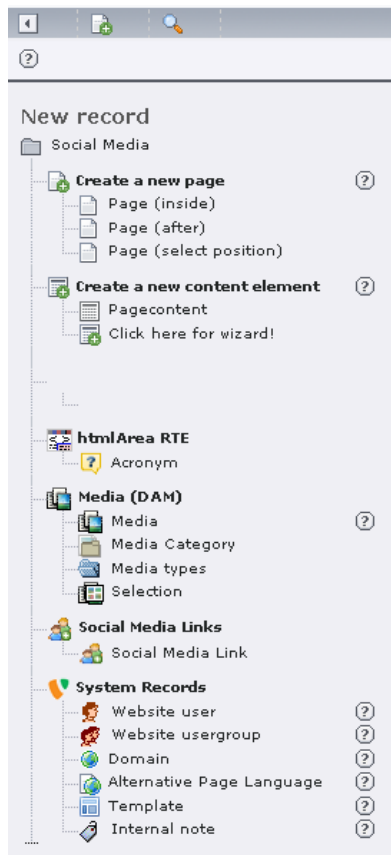 New record
Social Media
Create a new page
Page (inside)
Page (after)
Page (select position)
Create a new content element
Pagecontent
Click here for wizard!
htmlArea RTE
Acronym
Media (DAM)
Media
Media Category
Media types
Selection
Social Media Links
Social Media Link
System Records
Website user
Website usergroup
Domain
Alternative Page Language
Template
Internal note